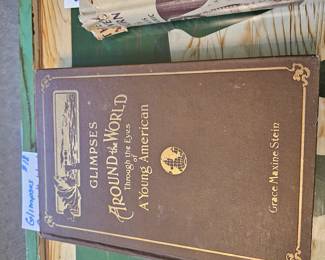 GLIMPSES
AROUND the WORLD
Through the Eyes
of
A Young American
Grace Maxine Stein
Glimpses